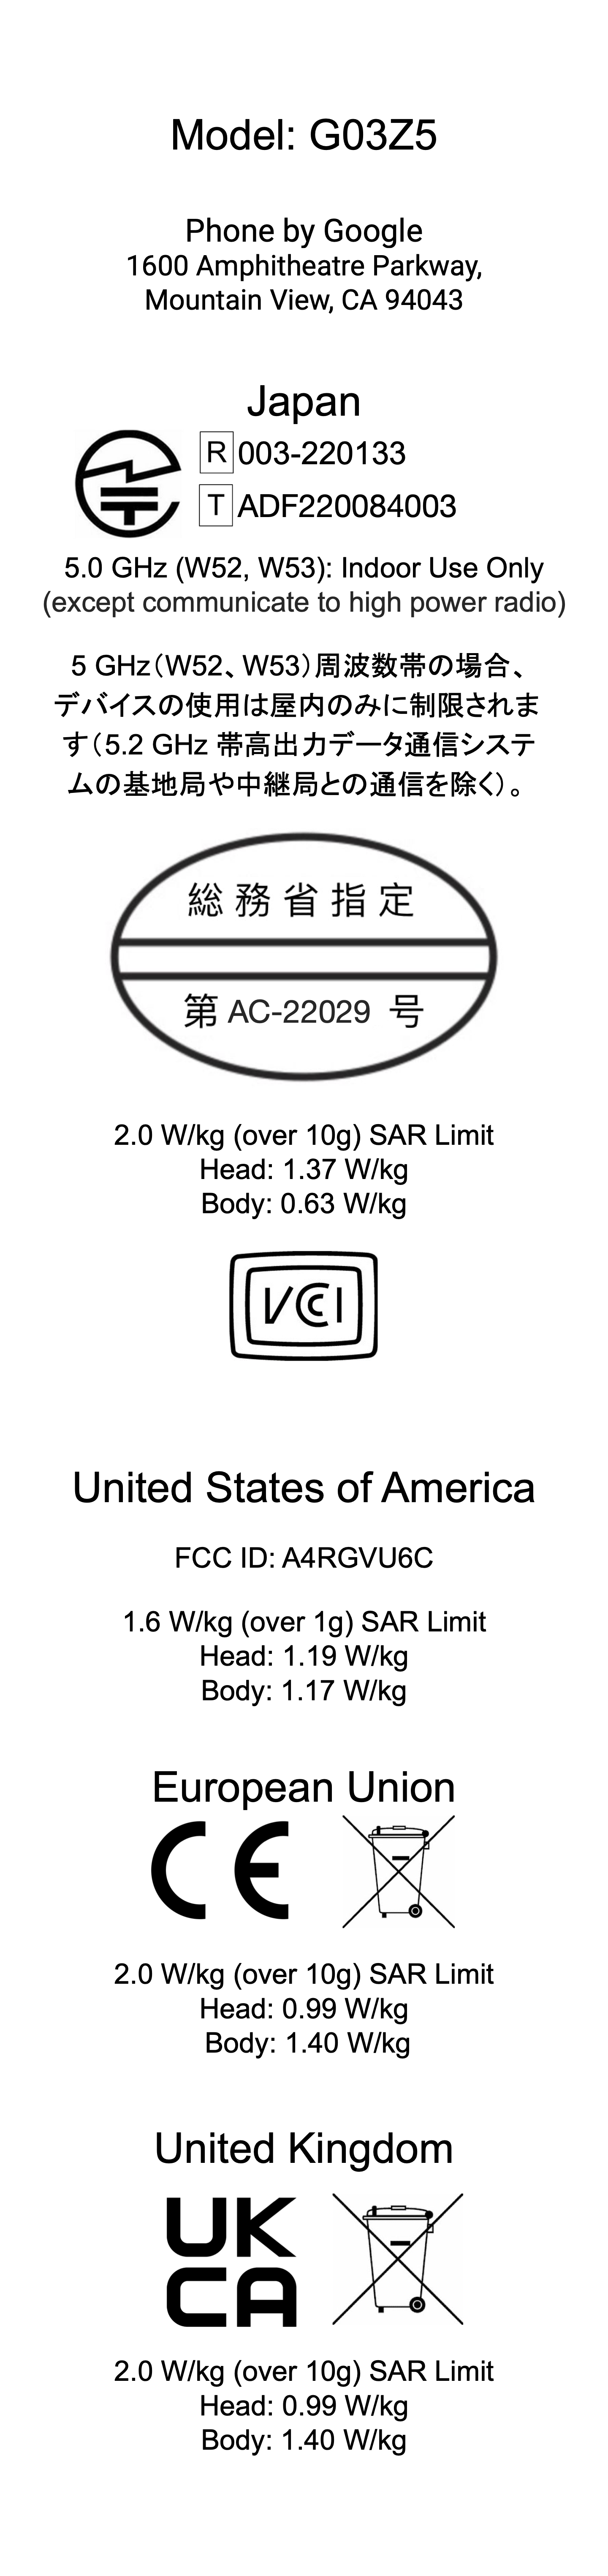 Model: G03Z5
Phone by Google
1600 Amphitheatre Parkway,
Mountain View, CA 94043
Japan
R 003-220133
T ADF220084003
5.0 GHz (W52, W53): Indoor Use Only
(except communicate to high power radio)
5 GHz（W52、W53）周波数帯の場合、
デバイスの使用は屋内のみに制限されま
す（5.2 GHz 帯高出力データ通信システ
ムの基地局や中継局との通信を除く）。
総務省指定
第 AC-22029 号
2.0 W/kg (over 10g) SAR Limit
Head: 1.37 W/kg
Body: 0.63 W/kg
VCCI
United States of America
FCC ID: A4RGVU6C
1.6 W/kg (over 1g) SAR Limit
Head: 1.19 W/kg
Body: 1.17 W/kg
European Union
CE
2.0 W/kg (over 10g) SAR Limit
Head: 0.99 W/kg
Body: 1.40 W/kg
United Kingdom
UK
CA
2.0 W/kg (over 10g) SAR Limit
Head: 0.99 W/kg
Body: 1.40 W/kg